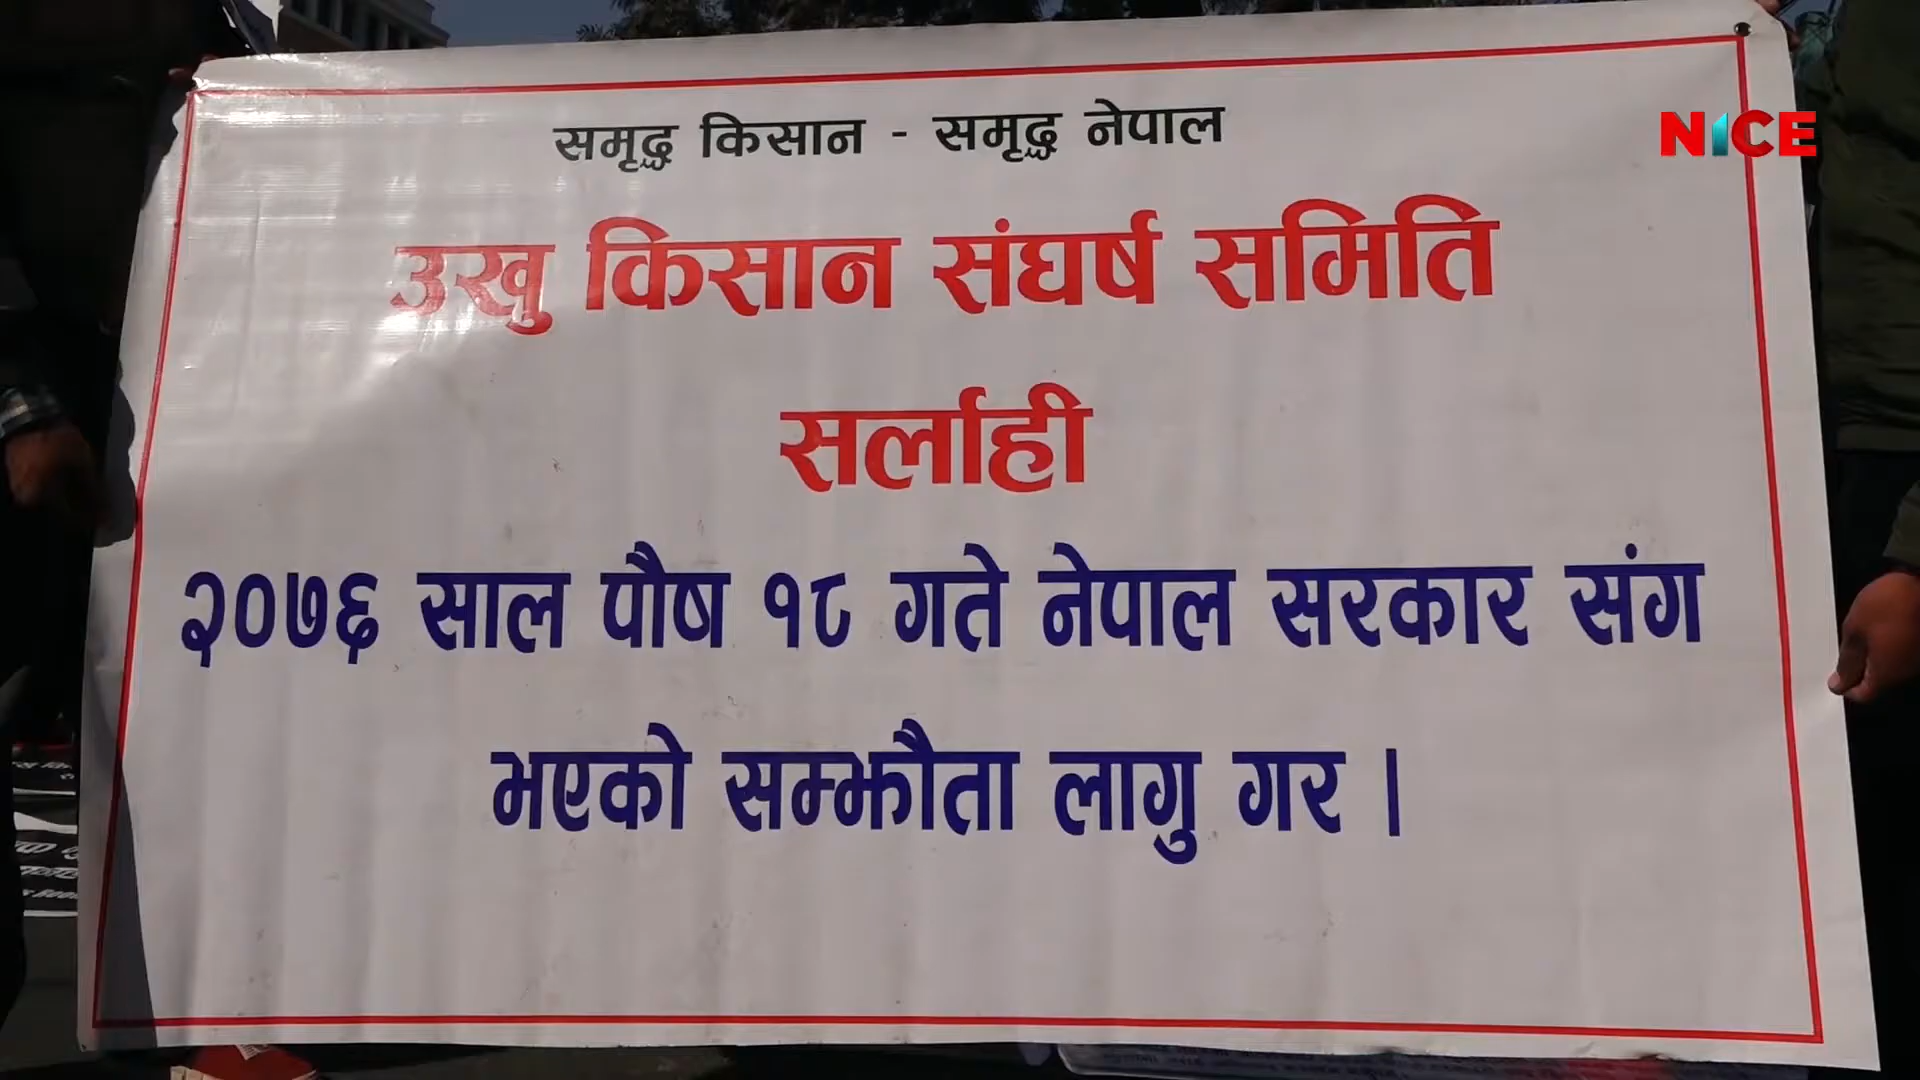 समृद्ध किसान - समृद्ध नेपाल
NICE
उखु किसान संघर्ष समिति
सर्लाही
२०७६ साल पौष १८ गते नेपाल सरकार संग
भएको सम्झौता लागु गर ।